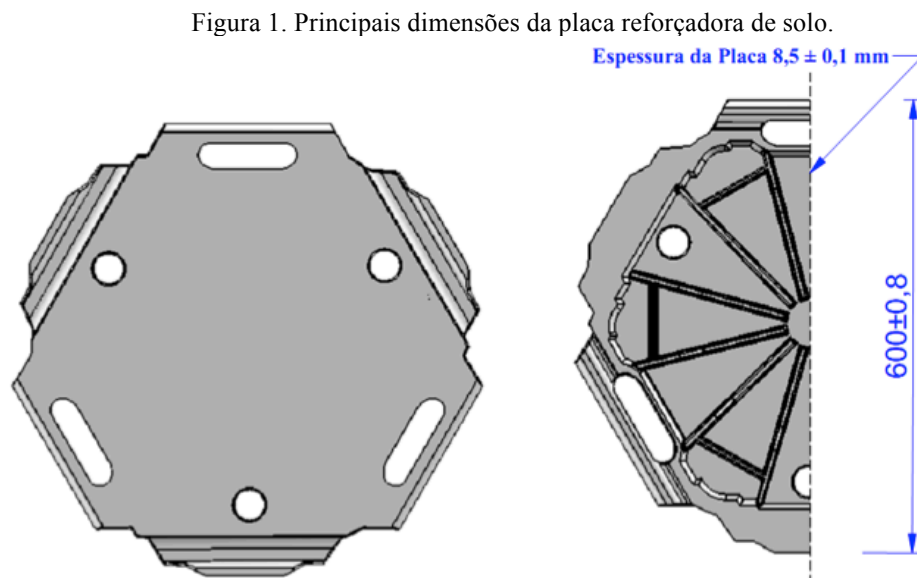 Figura 1. Principais dimensões da placa reforçadora de solo.
Espessura da Placa 8,5 ± 0,1 mm
600±0,8